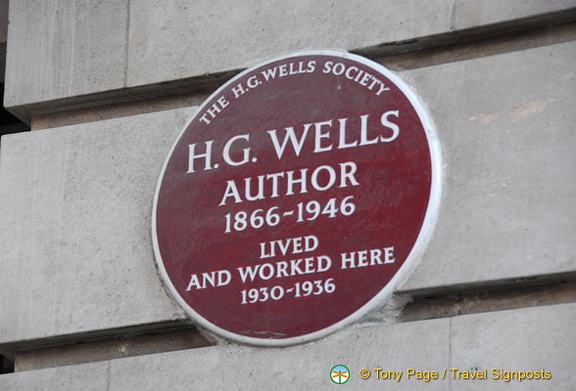 THE H.G. WELLS SOCIETY
H.G. WELLS
AUTHOR
1866-1946
LIVED
AND WORKED HERE
1930-1936
© Tony Page / Travel Signposts